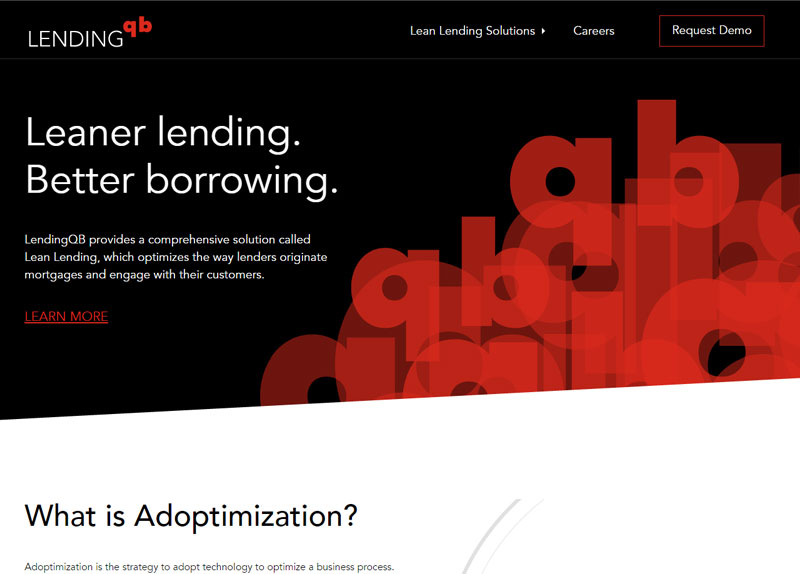 LENDINGqb
Lean Lending Solutions
Careers
Request Demo
Leaner lending.
Better borrowing.
LendingQB provides a comprehensive solution called
Lean Lending, which optimizes the way lenders originate
mortgages and engage with their customers.
LEARN MORE
qb
qb
What is Adoptimization?
Adoptimization is the strategy to adopt technology to optimize a business process.